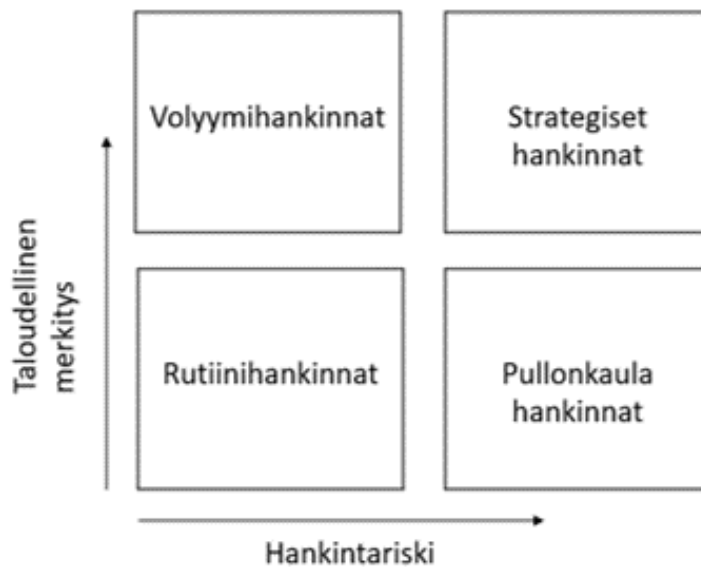 Volyymihankinnat
Strategiset
hankinnat
Taloudellinen
merkitys
Rutiinihankinnat
Pullonkaula
hankinnat
Hankintariski